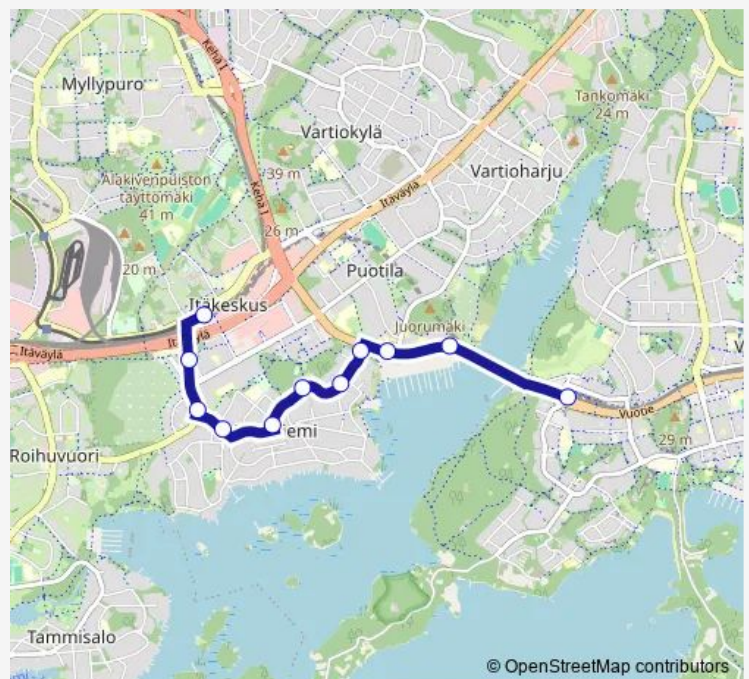 Myllypuro
Kehä I
Tankomäki
24 m
Vartiokylä
Alakivenpuiston
täyttömäki
41 m
39 m
Kehä I
Vartioharju
Itäväylä
26 m
20 m
Puotila
Itäkeskus
Juorumäki
Itäväylä
Itäv
Vuotie
V
emi
29 m
Roihuvuori
Tammisalo
© OpenStreetMap contributors